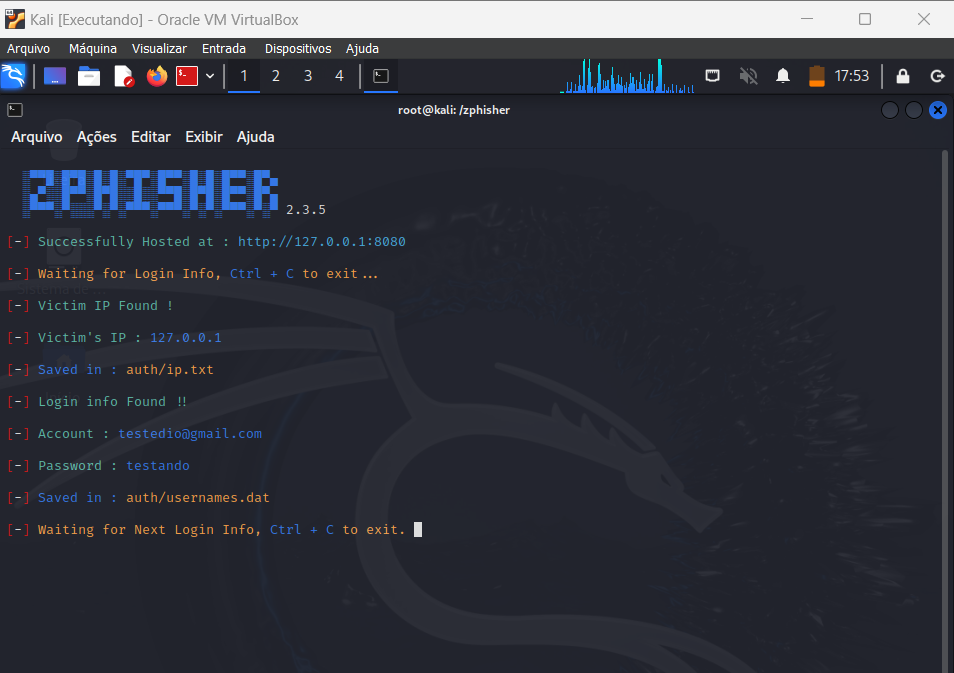 Kali [Executando] - Oracle VM VirtualBox
Arquivo Máquina Visualizar Entrada Dispositivos Ajuda
1 2 3 4 17:53
root@kali: /zphisher
Arquivo Ações Editar Exibir Ajuda
ZPHISHER 2.3.5
[-] Successfully Hosted at : http://127.0.0.1:8080
[-] Waiting for Login Info, Ctrl + C to exit...
[-] Victim IP Found !
[-] Victim's IP : 127.0.0.1
[-] Saved in : auth/ip.txt
[-] Login info Found !!
[-] Account : testedio@gmail.com
[-] Password : testando
[-] Saved in : auth/usernames.dat
[-] Waiting for Next Login Info, Ctrl + C to exit.